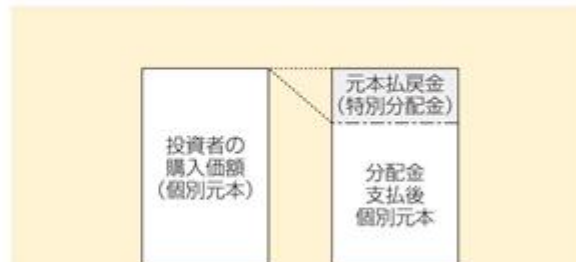 投資者の
購入価額
(個別元本)
元本払戻金
(特別分配金)
分配金
支払後
個別元本